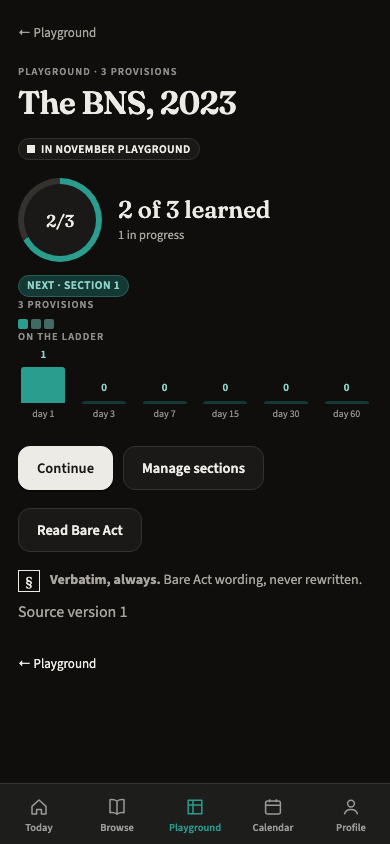 ← Playground
PLAYGROUND · 3 PROVISIONS
The BNS, 2023
IN NOVEMBER PLAYGROUND
2/3
2 of 3 learned
1 in progress
NEXT · SECTION 1
3 PROVISIONS
ON THE LADDER
1 0 0 0 0 0
day 1 day 3 day 7 day 15 day 30 day 60
Continue Manage sections
Read Bare Act
§ Verbatim, always. Bare Act wording, never rewritten.
Source version 1
← Playground
Today Browse Playground Calendar Profile